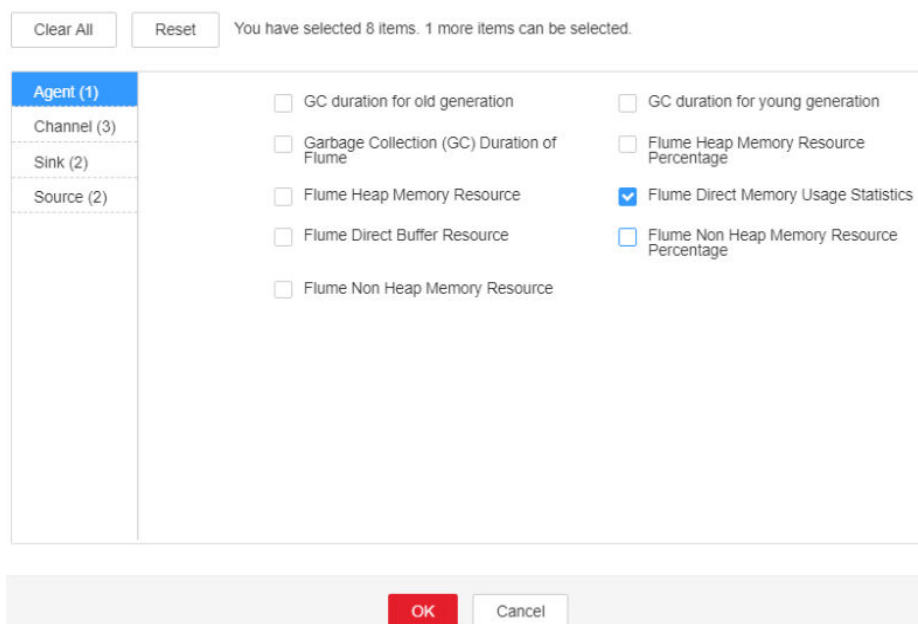 Clear All
Reset
You have selected 8 items. 1 more items can be selected.
Agent (1)
Channel (3)
Sink (2)
Source (2)
GC duration for old generation
GC duration for young generation
Garbage Collection (GC) Duration of
Flume
Flume Heap Memory Resource
Percentage
Flume Heap Memory Resource
Flume Direct Memory Usage Statistics
Flume Direct Buffer Resource
Flume Non Heap Memory Resource
Percentage
Flume Non Heap Memory Resource
OK
Cancel